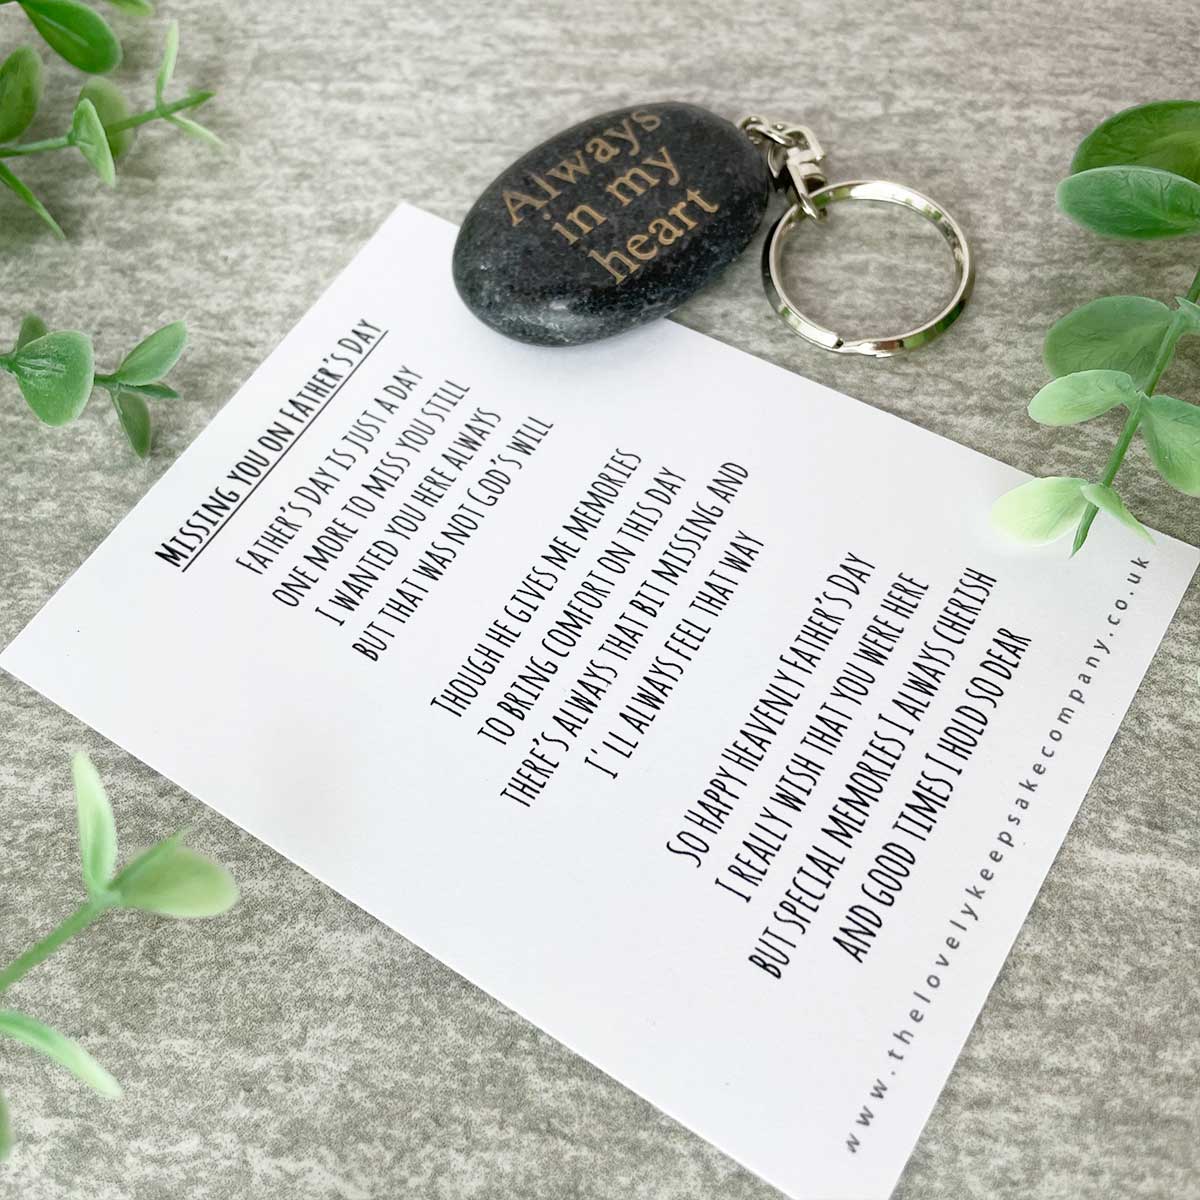 Always
in my
heart
MISSING YOU ON FATHER'S DAY
FATHER'S DAY IS JUST A DAY
ONE MORE TO MISS YOU STILL
I WANTED YOU HERE ALWAYS
BUT THAT WAS NOT GOD'S WILL
THOUGH HE GIVES ME MEMORIES
TO BRING COMFORT ON THIS DAY
THERE'S ALWAYS THAT BIT MISSING AND
I'LL ALWAYS FEEL THAT WAY
SO HAPPY HEAVENLY FATHER'S DAY
I REALLY WISH THAT YOU WERE HERE
BUT SPECIAL MEMORIES I ALWAYS CHERISH
AND GOOD TIMES I HOLD SO DEAR
www.thelovelykeepsakecompany.co.uk